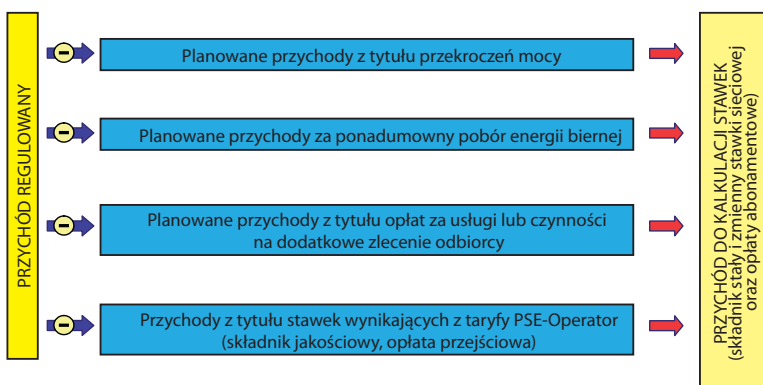 PRZYCHÓD REGULOWANY
Planowane przychody z tytułu przekroczeń mocy
Planowane przychody za ponadumowny pobór energii biernej
Planowane przychody z tytułu opłat za usługi lub czynności
na dodatkowe zlecenie odbiorcy
Przychody z tytułu stawek wynikających z taryfy PSE-Operator
(składnik jakościowy, opłata przejściowa)
PRZYCHÓD DO KALKULACJI STAWEK
(składnik stały i zmienny stawki sieciowej
oraz opłaty abonamentowe)